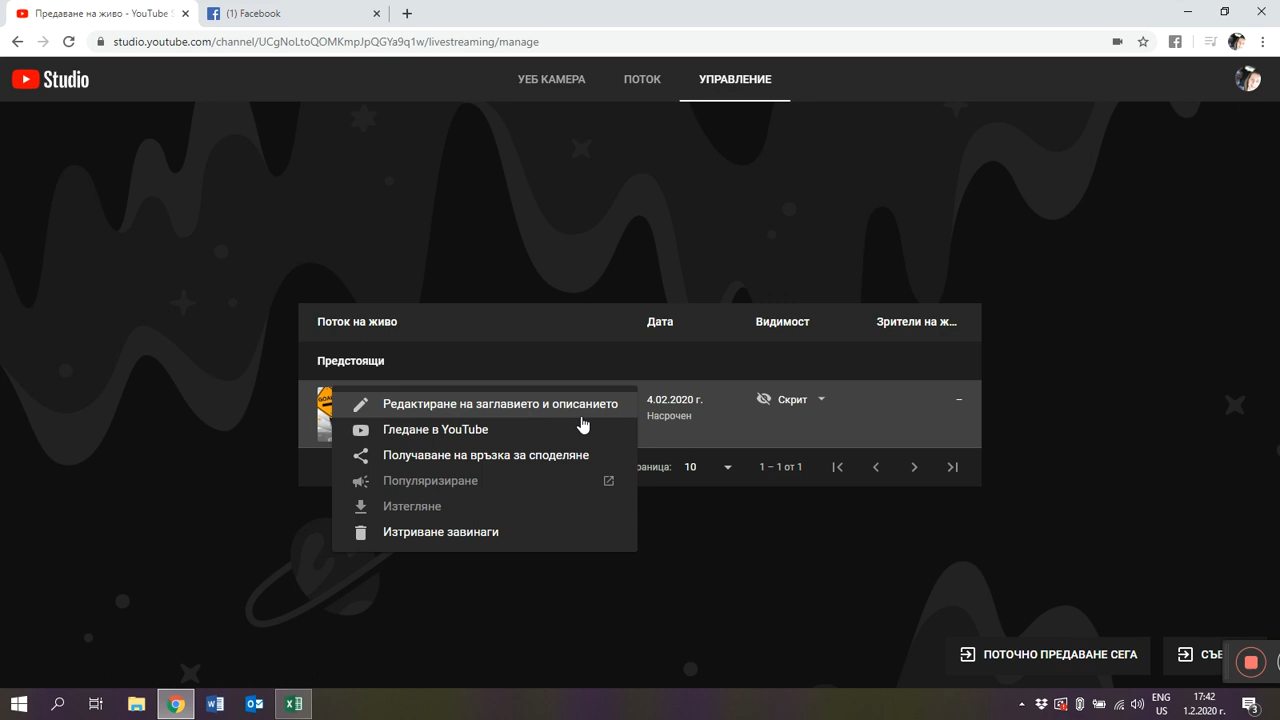 Предаване на живо - YouTube S
(1) Facebook
studio.youtube.com/channel/UCgNoLtoQOMKmpJpQGYa9q1w/livestreaming/manage
Studio
УЕБ КАМЕРА
ПОТОК
УПРАВЛЕНИЕ
Поток на живо
Дата
Видимост
Зрители на ж...
Предстоящи
Редактиране на заглавието и описанието
Гледане в YouTube
Получаване на връзка за споделяне
Популяризиране
Изтегляне
Изтриване завинаги
4.02.2020 г.
Насрочен
Скрит
–
раница: 10
1 – 1 от 1
ПОТОЧНО ПРЕДАВАНЕ СЕГА
СЪЕ
ENG
US
17:42
1.2.2020 г.
3